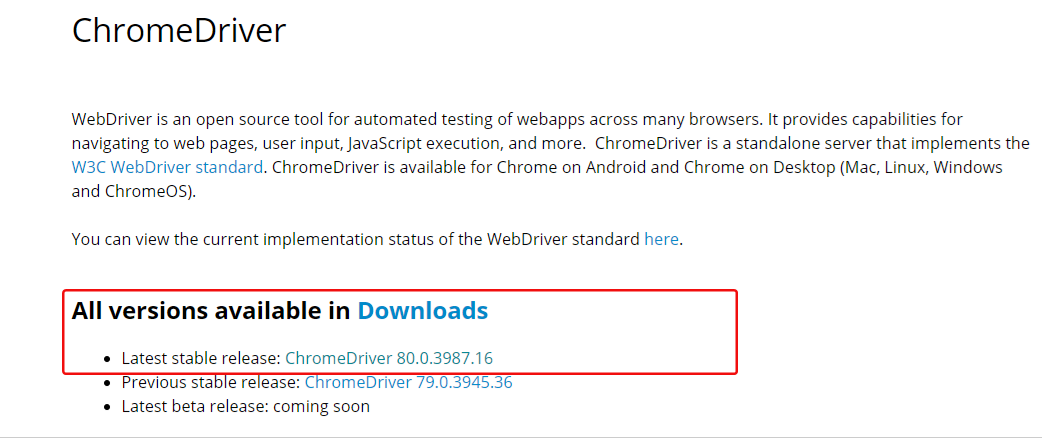 ChromeDriver
WebDriver is an open source tool for automated testing of webapps across many browsers. It provides capabilities for
navigating to web pages, user input, JavaScript execution, and more.  ChromeDriver is a standalone server that implements the
W3C WebDriver standard. ChromeDriver is available for Chrome on Android and Chrome on Desktop (Mac, Linux, Windows
and ChromeOS).
You can view the current implementation status of the WebDriver standard here.
All versions available in Downloads
• Latest stable release: ChromeDriver 80.0.3987.16
• Previous stable release: ChromeDriver 79.0.3945.36
• Latest beta release: coming soon